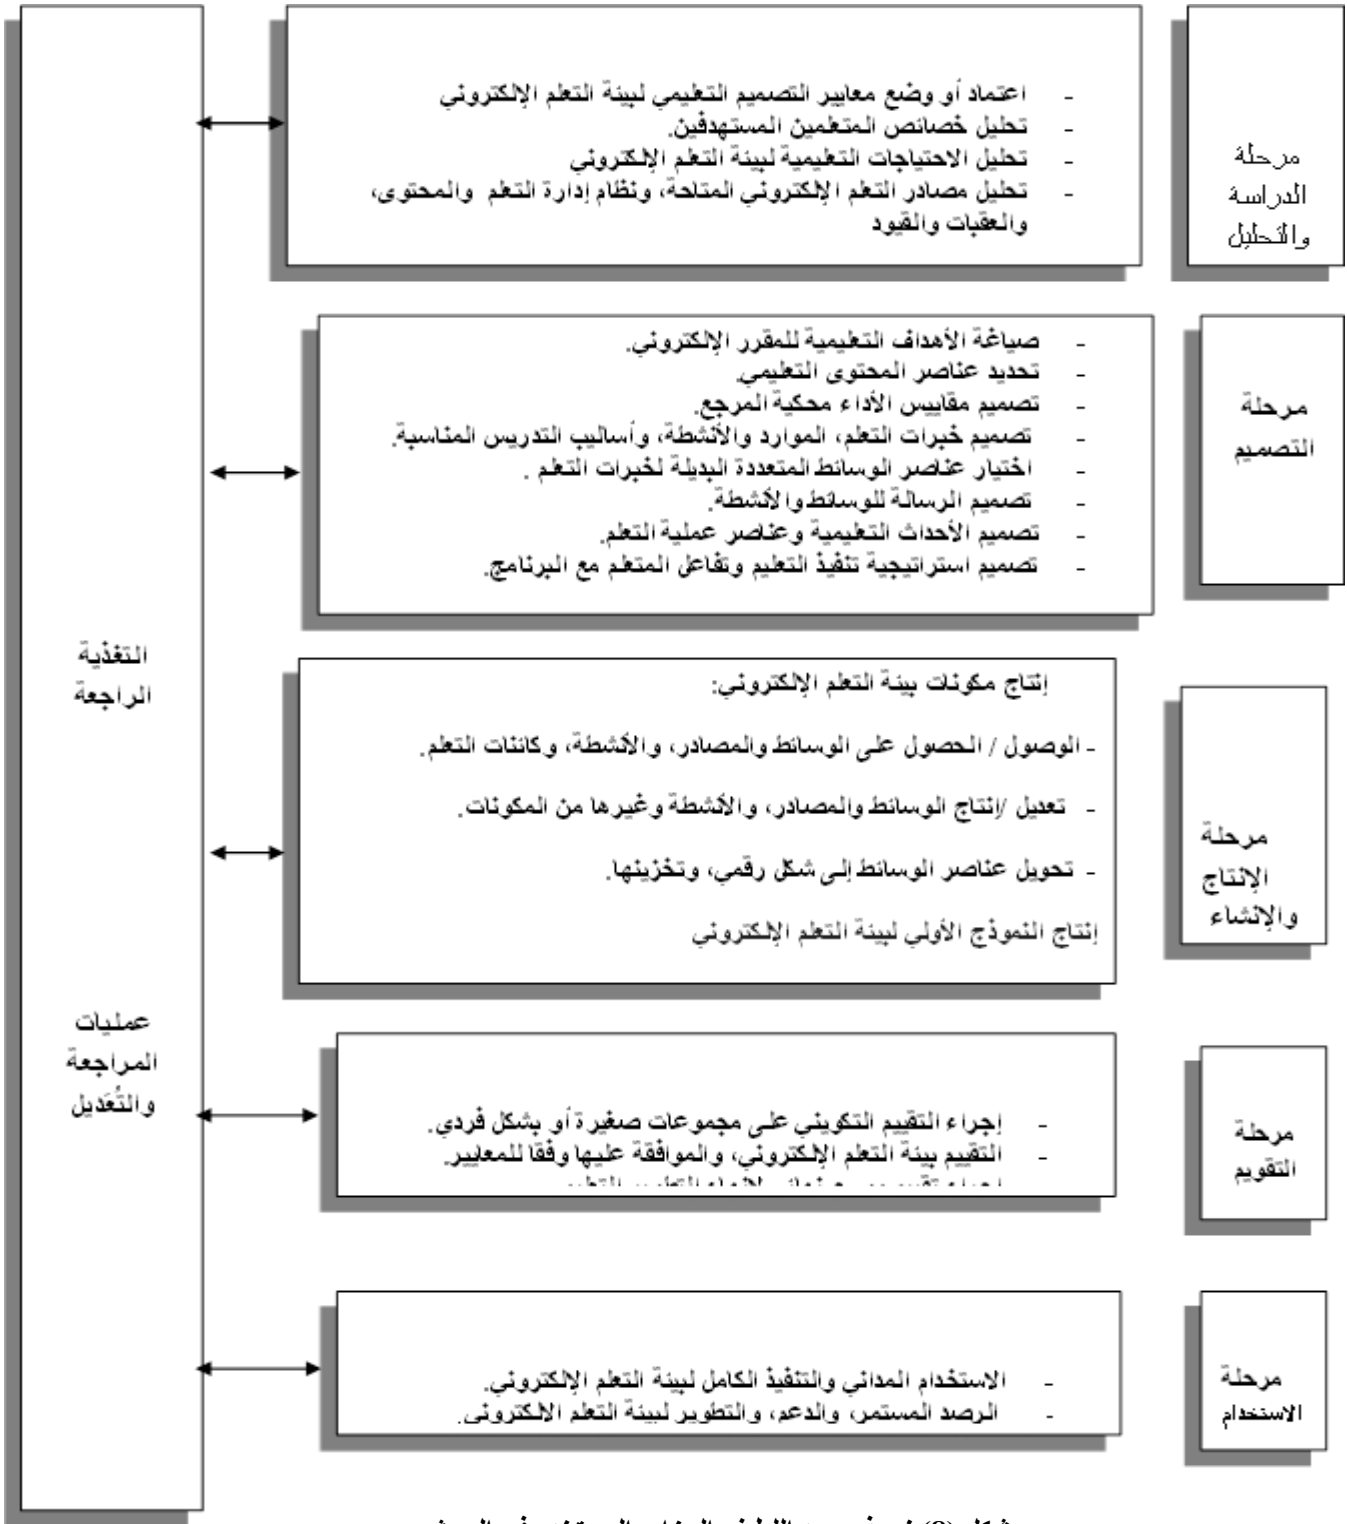 مرحلة
الدراسة
والتحليل
- اعتماد أو وضع معايير التصميم التعليمي لبيئة التعلم الإلكتروني
- تحليل خصائص المتعلمين المستهدفين.
- تحليل الاحتياجات التعليمية لبيئة التعلم الإلكتروني
- تحليل مصادر التعلم الإلكتروني المتاحة، ونظام إدارة التعلم والمحتوى،
والعقبات والقيود
مرحلة
التصميم
- صياغة الأهداف التعليمية للمقرر الإلكتروني.
- تحديد عناصر المحتوى التعليمي.
- تصميم مقاييس الأداء محكية المرجع.
- تصميم خبرات التعلم، الموارد والأنشطة، وأساليب التدريس المناسبة.
- اختيار عناصر الوسائط المتعددة البديلة لخبرات التعلم .
- تصميم الرسالة للوسائط والأنشطة.
- تصميم الأحداث التعليمية وعناصر عملية التعلم.
- تصميم استراتيجية تنفيذ التعليم وتفاعل المتعلم مع البرنامج.
مرحلة
الإنتاج
والإنشاء
إنتاج مكونات بيئة التعلم الإلكتروني:
- الوصول / الحصول على الوسائط والمصادر، والأنشطة، وكائنات التعلم.
- تعديل /إنتاج الوسائط والمصادر، والأنشطة وغيرها من المكونات.
- تحويل عناصر الوسائط إلى شكل رقمي، وتخزينها.
إنتاج النموذج الأولي لبيئة التعلم الإلكتروني
مرحلة
التقويم
- إجراء التقييم التكويني على مجموعات صغيرة أو بشكل فردي.
- التقييم بيئة التعلم الإلكتروني، والموافقة عليها وفقا للمعايير.
مرحلة
الاستخدام
- الاستخدام المداني والتنفيذ الكامل لبيئة التعلم الإلكتروني.
- الرصد المستمر، والدعم، والتطوير لبيئة التعلم الالكتروني.
التغذية
الراجعة
عمليات
المراجعة
والتُعَديل
شكل (9)